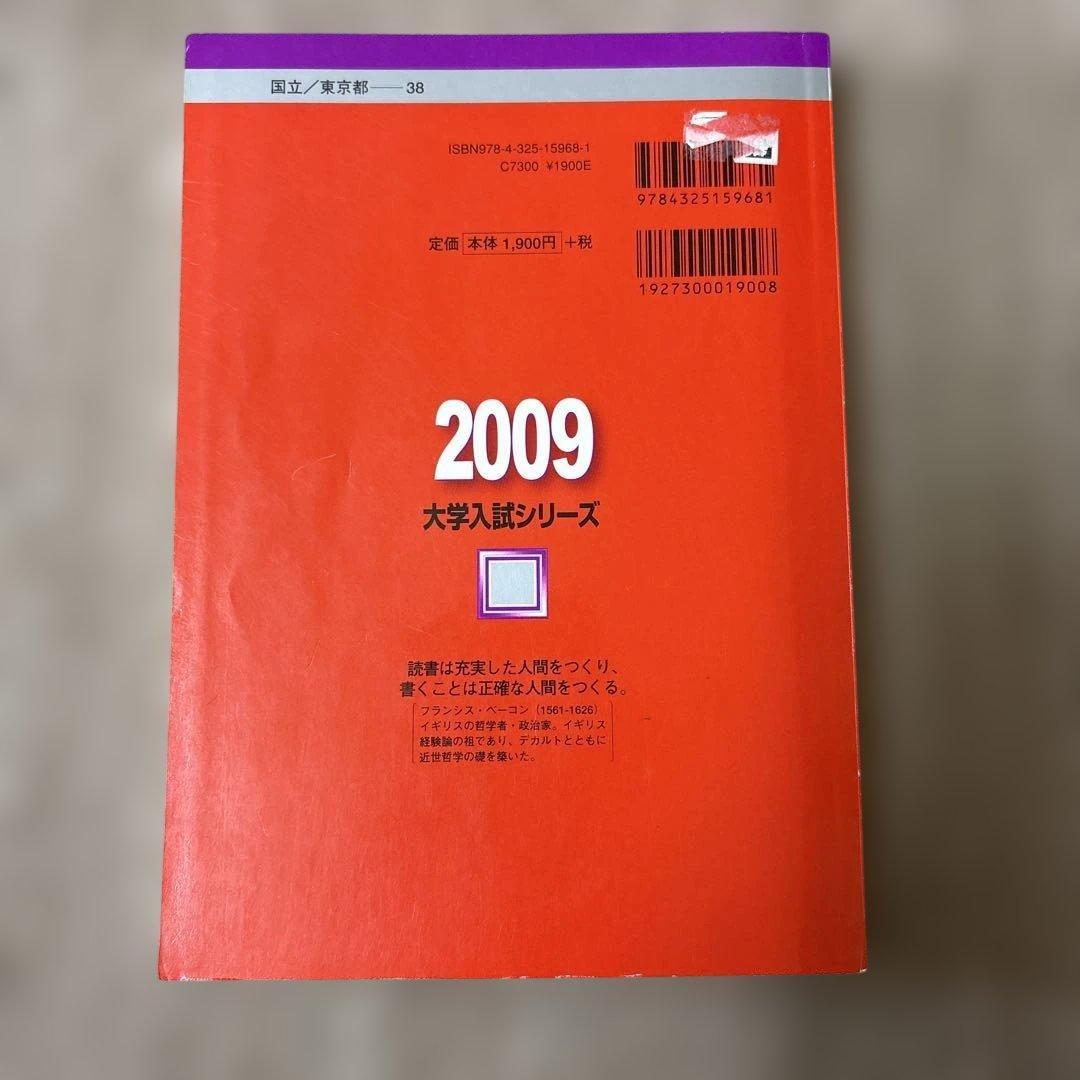 国立／東京都――38
ISBN978-4-325-15968-1
C7300 ¥1900E
9784325159681
定価 本体 1,900円 +税
1927300019008
2009
大学入試シリーズ
読書は充実した人間をつくり、
書くことは正確な人間をつくる。
フランシス・ベーコン（1561-1626）
イギリスの哲学者・政治家。イギリス
経験論の祖であり、デカルトとともに
近世哲学の礎を築いた。